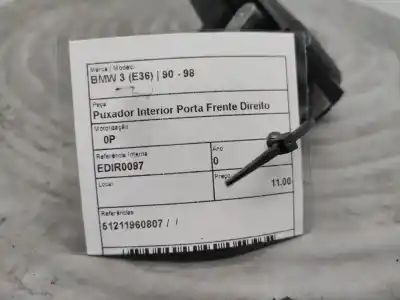 Marca | Modelo
BMW 3 (E36) | 90 - 98
Peça
Puxador Interior Porta Frente Direito
Motorização
0P
Referência Interna
EDIR0097
Ano
0
Local
Preço
11.00
Referências
51211960807 / /